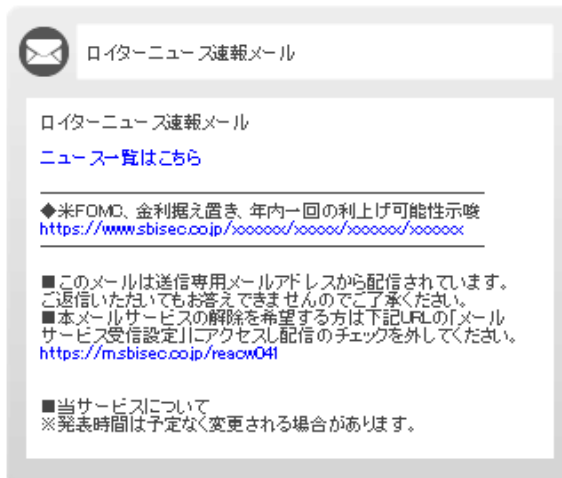 ロイターニュース速報メール
ロイターニュース速報メール
ニュース一覧はこちら
◆米FOMC、金利据え置き、年内一回の利上げ可能性示唆
https://www.sbisec.co.jp/xxxxxx/xxxxx/xxxxxx/xxxxxx
■このメールは送信専用メールアドレスから配信されています。
ご返信いただいてもお答えできませんのでご了承ください。
■本メールサービスの解除を希望する方は下記URLの「メール
サービス受信設定」にアクセスし配信のチェックを外してください。
https://m.sbisec.co.jp/reacw041
■当サービスについて
※発表時間は予定なく変更される場合があります。